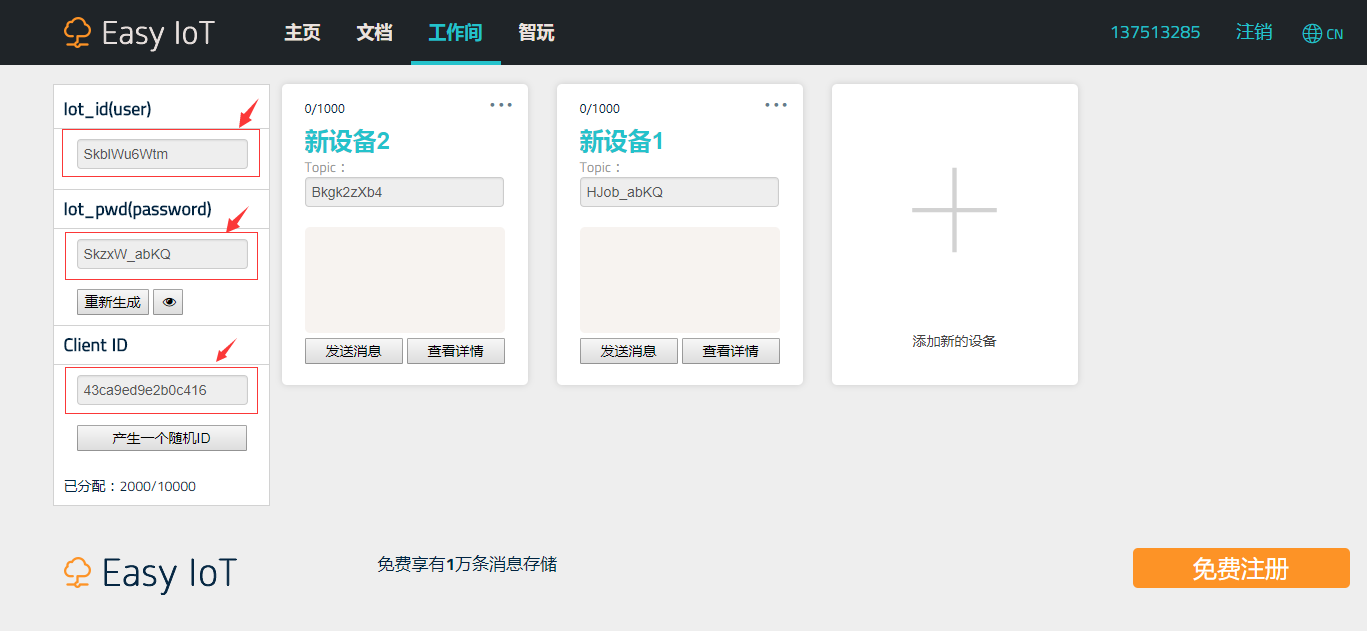 Easy IoT
主页
文档
工作间
智玩
137513285
注销
CN
Iot_id(user)
SkblWu6Wtm
Iot_pwd(password)
SkzxW_abKQ
重新生成
Client ID
43ca9ed9e2b0c416
产生一个随机ID
已分配：2000/10000
0/1000
新设备2
Topic：
Bkgk2zXb4
发送消息
查看详情
0/1000
新设备1
Topic：
HJob_abKQ
发送消息
查看详情
添加新的设备
Easy IoT
免费享有1万条消息存储
免费注册